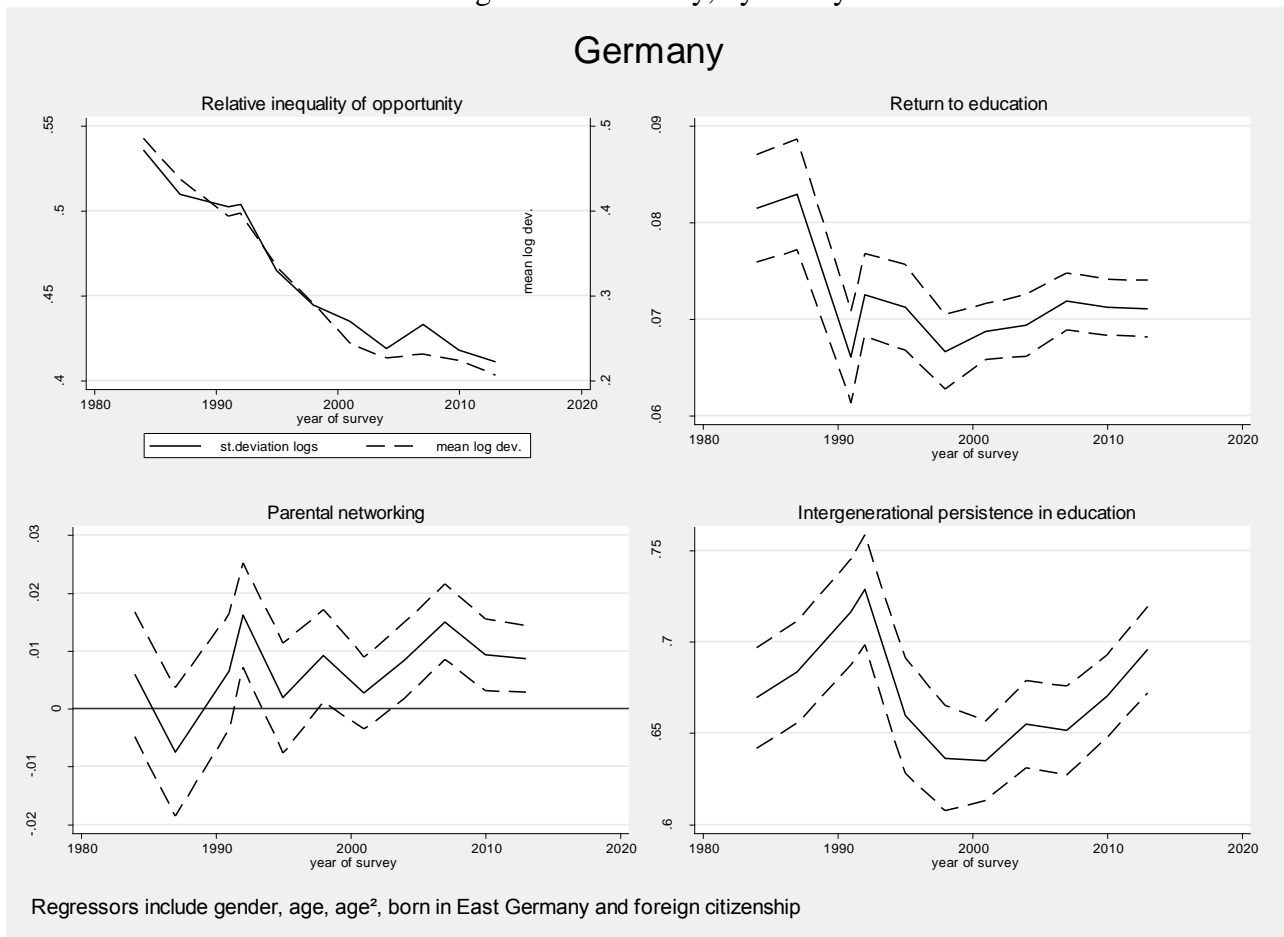 Germany
Relative inequality of opportunity
.55
.5
.45
.4
.5
.4
.3
.2
mean log dev.
1980 1990 2000 2010 2020
year of survey
st.deviation logs mean log dev.
Return to education
.09
.08
.07
.06
1980 1990 2000 2010 2020
year of survey
Parental networking
.03
.02
.01
0
-.01
-.02
1980 1990 2000 2010 2020
year of survey
Intergenerational persistence in education
.75
.7
.65
.6
1980 1990 2000 2010 2020
year of survey
Regressors include gender, age, age², born in East Germany and foreign citizenship